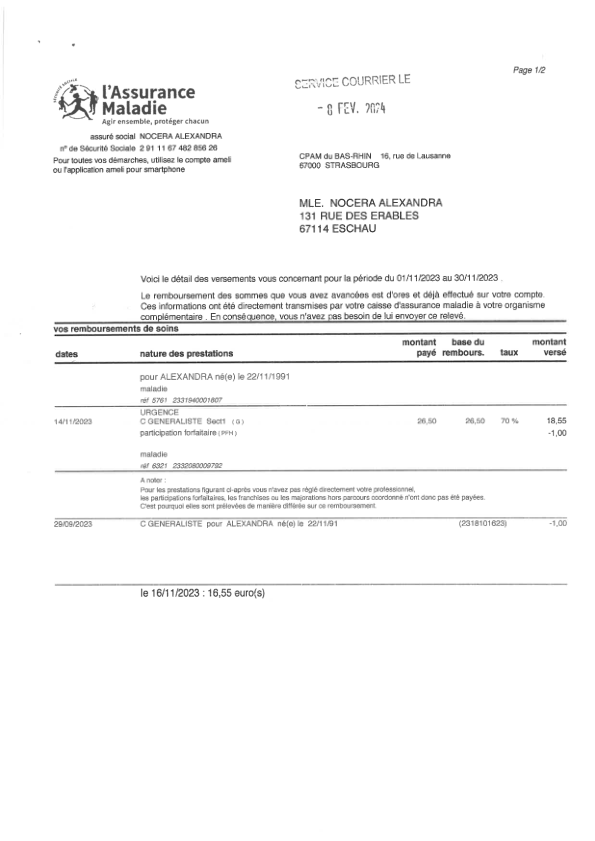 Page 1/2
SERVICE COURRIER LE
- 8 FEV. 2024
l'Assurance
Maladie
Agir ensemble, protéger chacun
assuré social NOCERA ALEXANDRA
n° de Sécurité Sociale 2 91 11 67 482 856 26
Pour toutes vos démarches, utilisez le compte ameli
ou l'application ameli pour smartphone
CPAM du BAS-RHIN 16, rue de Lausanne
67000 STRASBOURG
MLE. NOCERA ALEXANDRA
131 RUE DES ERABLES
67114 ESCHAU
Voici le détail des versements vous concernant pour la période du 01/11/2023 au 30/11/2023 .
Le remboursement des sommes que vous avez avancées est d'ores et déjà effectué sur votre compte.
Ces informations ont été directement transmises par votre caisse d'assurance maladie à votre organisme
complémentaire . En conséquence, vous n'avez pas besoin de lui envoyer ce relevé.
vos remboursements de soins
dates nature des prestations montant payé base du rembours. taux montant versé
pour ALEXANDRA né(e) le 22/11/1991
maladie
réf 5761 2331940001807
URGENCE
14/11/2023 C GENERALISTE Sect1 (G) 26,50 26,50 70 % 18,55
participation forfaitaire (PFH) -1,00
maladie
réf 6321 2332080009792
A noter :
Pour les prestations figurant ci-après vous n'avez pas réglé directement votre professionnel,
les participations forfaitaires, les franchises ou les majorations hors parcours coordonné n'ont donc pas été payées.
C'est pourquoi elles sont prélevées de manière différée sur ce remboursement.
29/09/2023 C GENERALISTE pour ALEXANDRA né(e) le 22/11/91 (2318101623) -1,00
le 16/11/2023 : 16,55 euro(s)